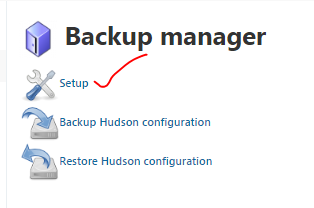 Backup manager
Setup
Backup Hudson configuration
Restore Hudson configuration